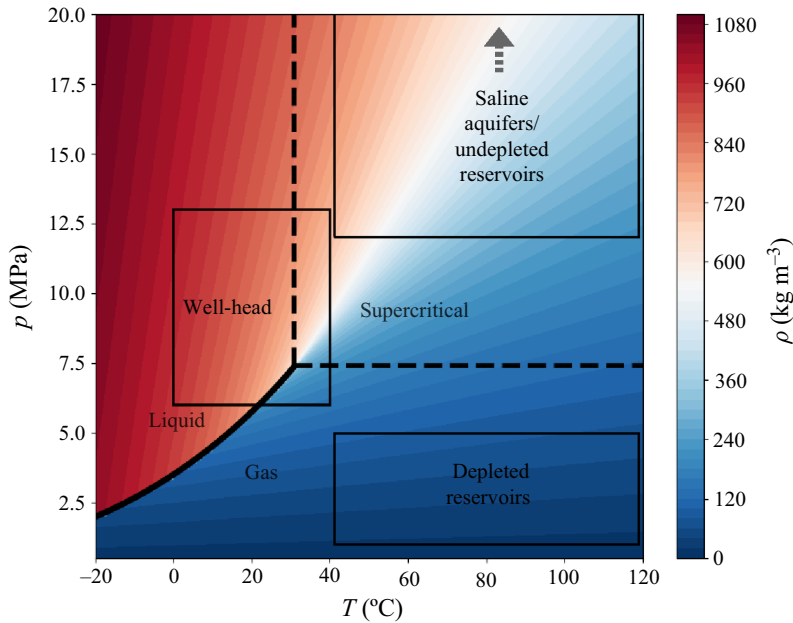 20.0
17.5
15.0
12.5
10.0
7.5
5.0
2.5
p (MPa)
–20
0
20
40
60
80
100
120
T (ºC)
Saline
aquifers/
undepleted
reservoirs
Well-head
Supercritical
Liquid
Gas
Depleted
reservoirs
1080
960
840
720
600
480
360
240
120
0
ρ (kg m⁻³)